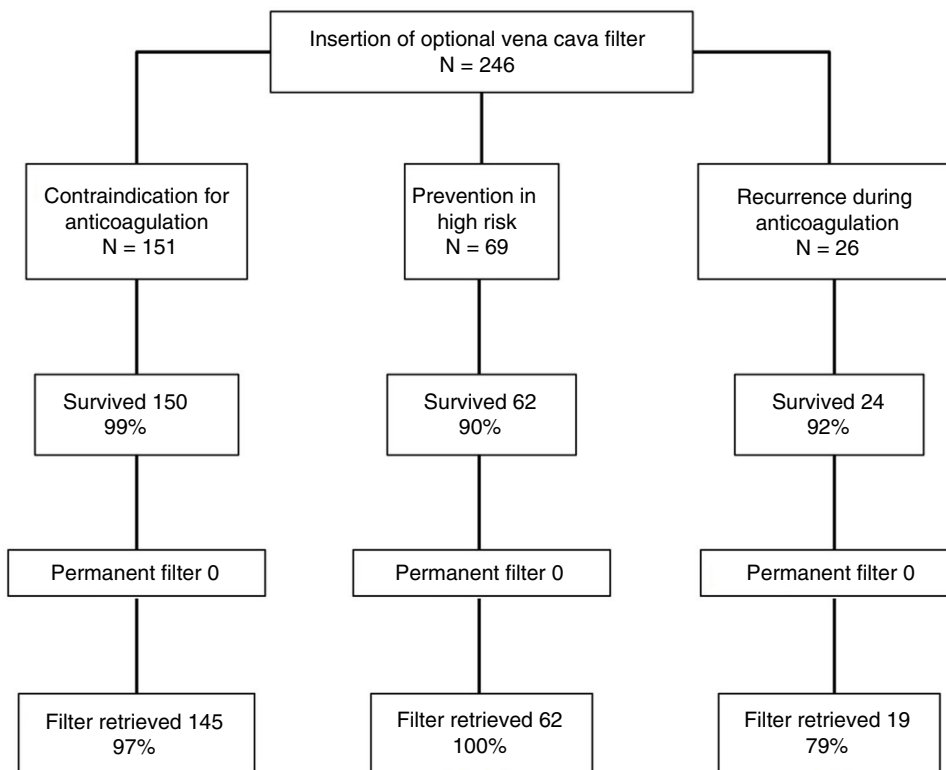 Insertion of optional vena cava filter
N = 246
Contraindication for
anticoagulation
N = 151
Prevention in
high risk
N = 69
Recurrence during
anticoagulation
N = 26
Survived 150
99%
Survived 62
90%
Survived 24
92%
Permanent filter 0
Permanent filter 0
Permanent filter 0
Filter retrieved 145
97%
Filter retrieved 62
100%
Filter retrieved 19
79%